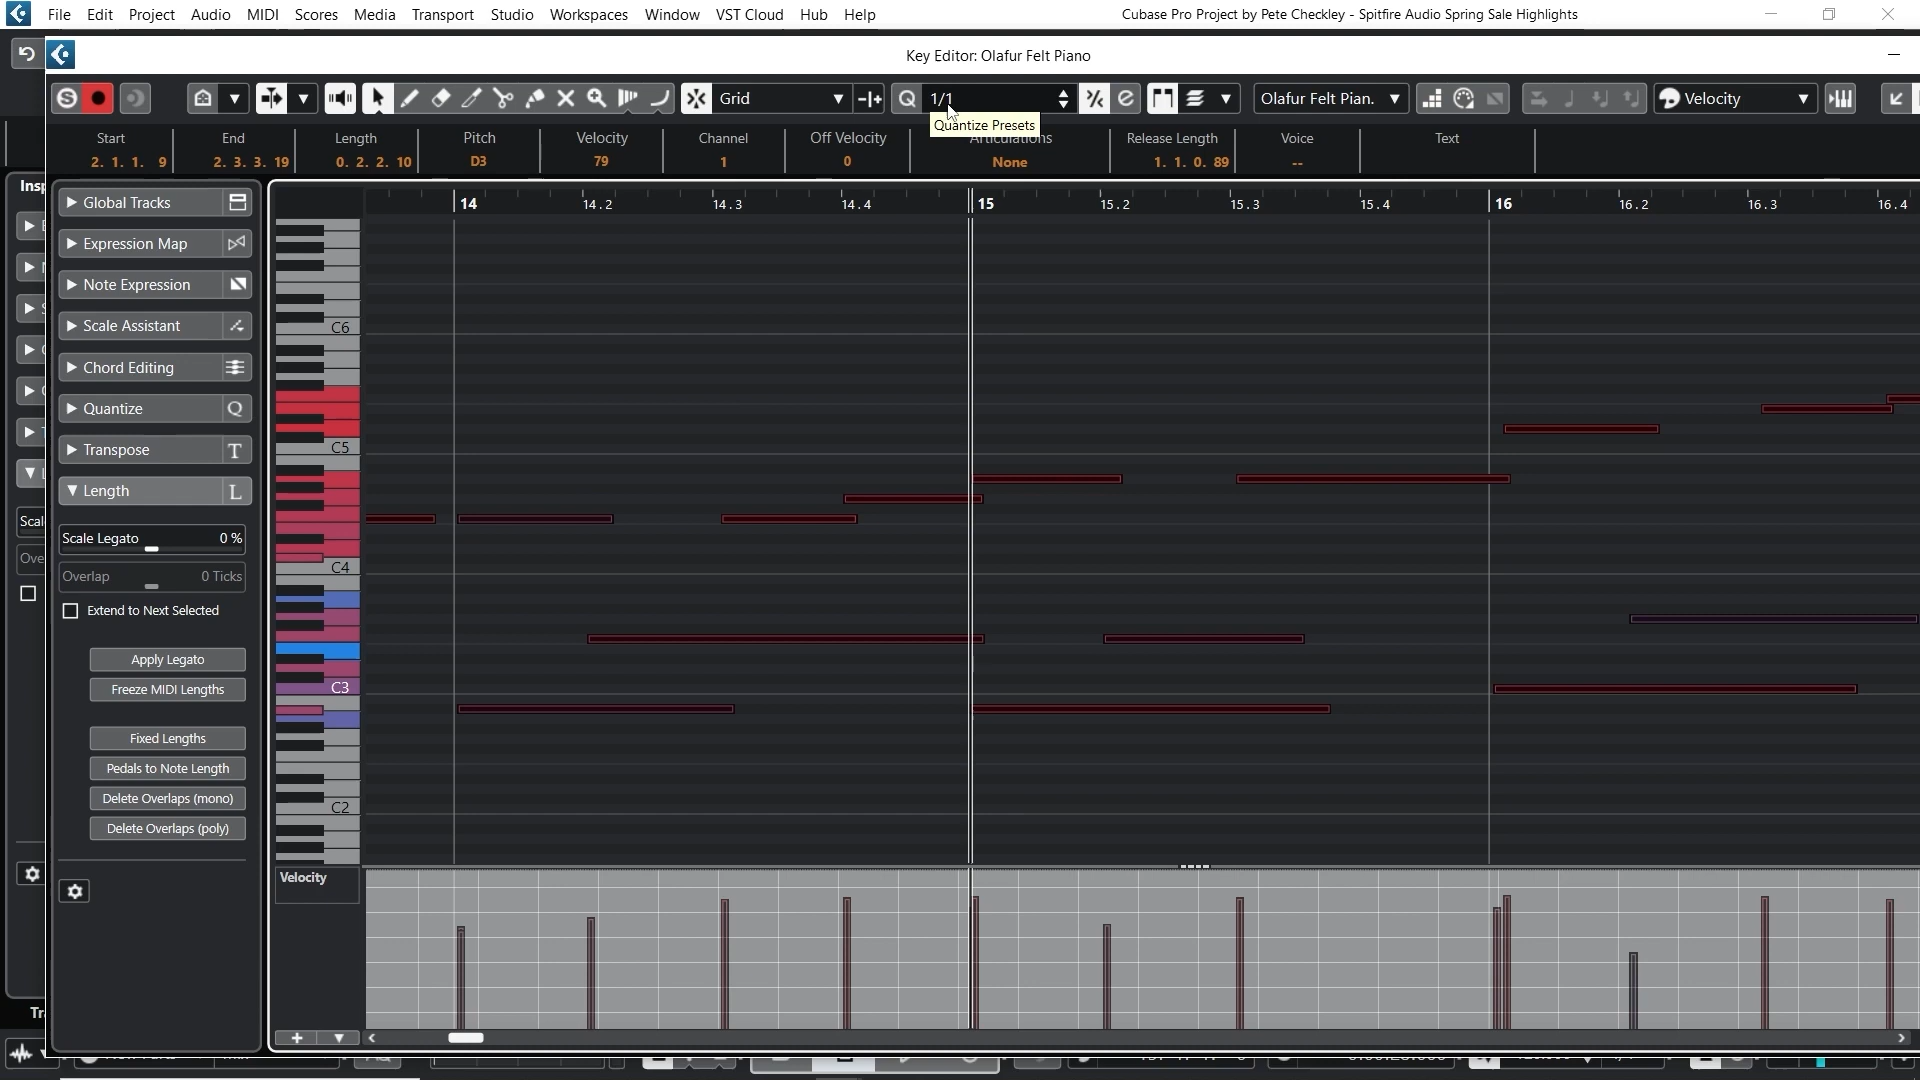 File Edit Project Audio MIDI Scores Media Transport Studio Workspaces Window VST Cloud Hub Help
Cubase Pro Project by Pete Checkley - Spitfire Audio Spring Sale Highlights
Key Editor: Olafur Felt Piano
Grid
1/1
Olafur Felt Pian.
Velocity
Quantize Presets
Start End Length Pitch Velocity Channel Off Velocity Articulations Release Length Voice Text
2. 1. 1. 9 2. 3. 3. 19 0. 2. 2. 10 D3 79 1 0 None 1. 1. 0. 89 --
Insp
Global Tracks
Expression Map
Note Expression
Scale Assistant
Chord Editing
Quantize Q
Transpose T
Length L
Scale Legato 0 %
Overlap 0 Ticks
Extend to Next Selected
Apply Legato
Freeze MIDI Lengths
Fixed Lengths
Pedals to Note Length
Delete Overlaps (mono)
Delete Overlaps (poly)
Scal
Ove
14 14.2 14.3 14.4 15 15.2 15.3 15.4 16 16.2 16.3 16.4
C6
C5
C4
C3
C2
Velocity